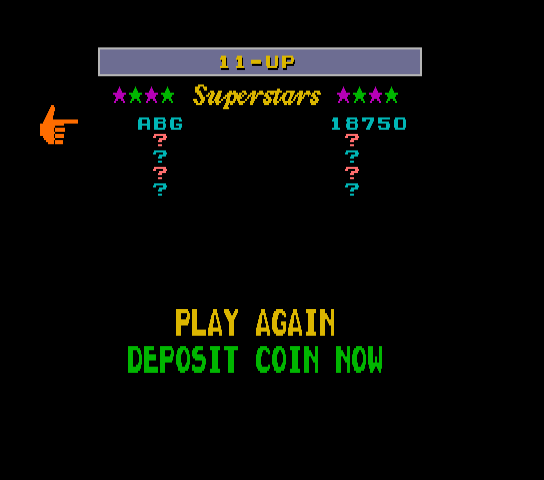 11-UP
Superstars
ABG 18750
? ?
? ?
? ?
? ?
PLAY AGAIN
DEPOSIT COIN NOW